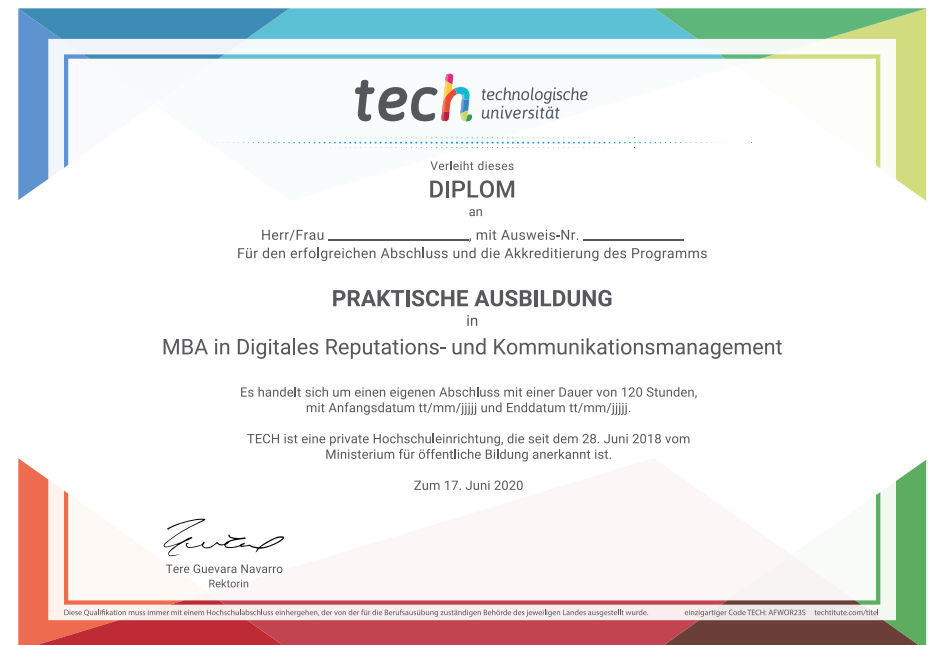 tech technologische
universität
Verleiht dieses
DIPLOM
an
Herr/Frau ____________________, mit Ausweis-Nr. ______________
Für den erfolgreichen Abschluss und die Akkreditierung des Programms
PRAKTISCHE AUSBILDUNG
in
MBA in Digitales Reputations- und Kommunikationsmanagement
Es handelt sich um einen eigenen Abschluss mit einer Dauer von 120 Stunden,
mit Anfangsdatum tt/mm/jjjjj und Enddatum tt/mm/jjjjj.
TECH ist eine private Hochschuleinrichtung, die seit dem 28. Juni 2018 vom
Ministerium für öffentliche Bildung anerkannt ist.
Zum 17. Juni 2020
Tere Guevara Navarro
Rektorin
Diese Qualifikation muss immer mit einem Hochschulabschluss einhergehen, der von der für die Berufsausübung zuständigen Behörde des jeweiligen Landes ausgestellt wurde. einzigartiger Code TECH: AFWOR23S techtitute.com/titel